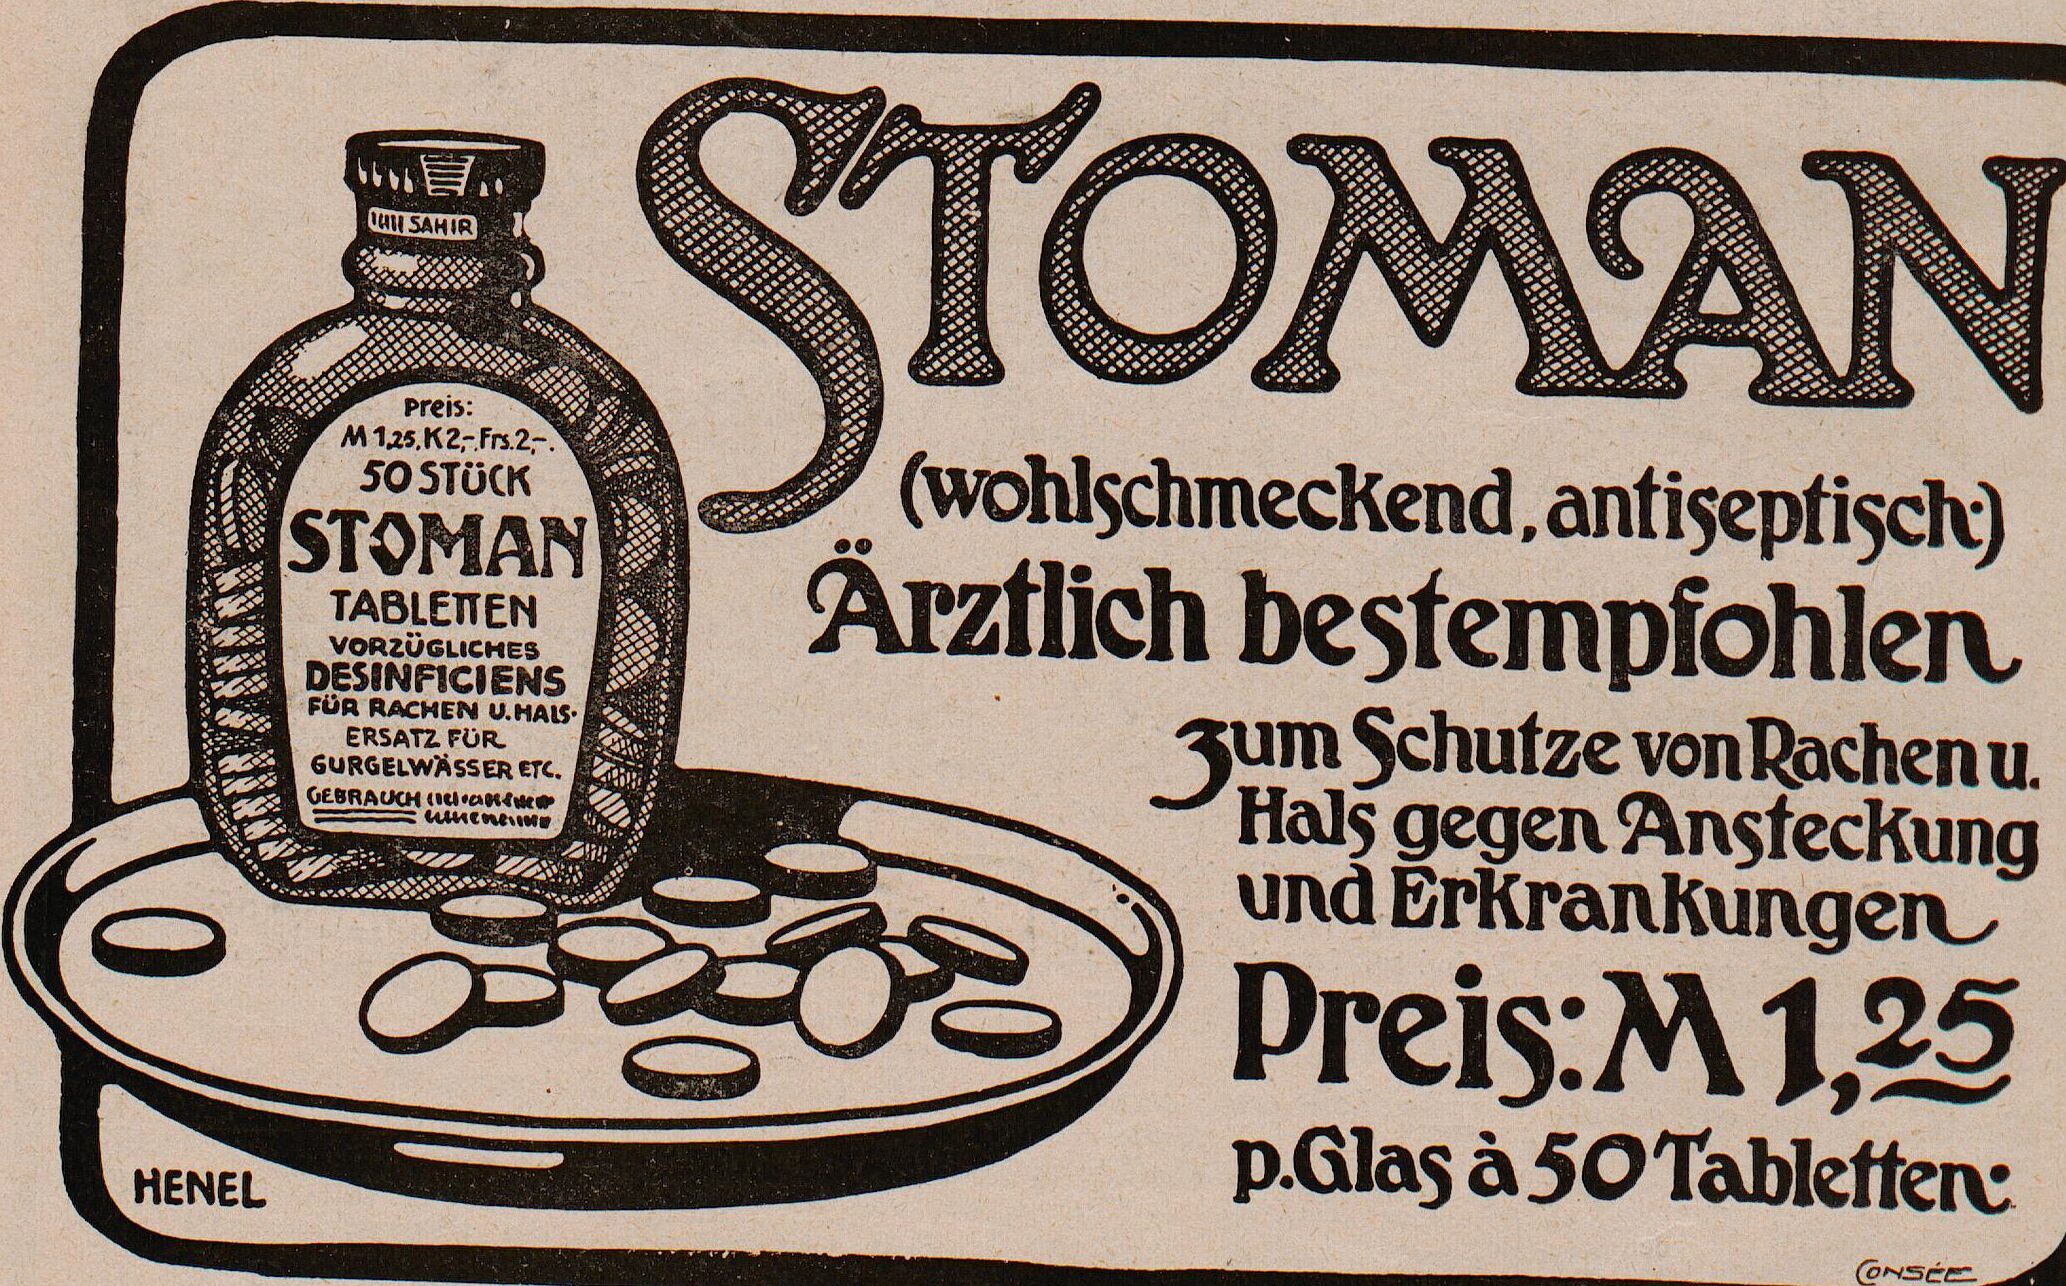 STOMAN
(wohlschmeckend, antiseptisch)
Ärztlich bestempfohlen
zum Schutze von Rachen u.
Hals gegen Ansteckung
und Erkrankungen
Preis: M 1,25
p. Glas à 50 Tabletten.
SAHIR
Preis:
M 1,25, K 2,-, Frs. 2,-.
50 STÜCK
STOMAN
TABLETTEN
VORZÜGLICHES
DESINFICIENS
FÜR RACHEN U. HALS.
ERSATZ FÜR
GURGELWÄSSER ETC.
GEBRAUCH
HENEL
CONSÉE